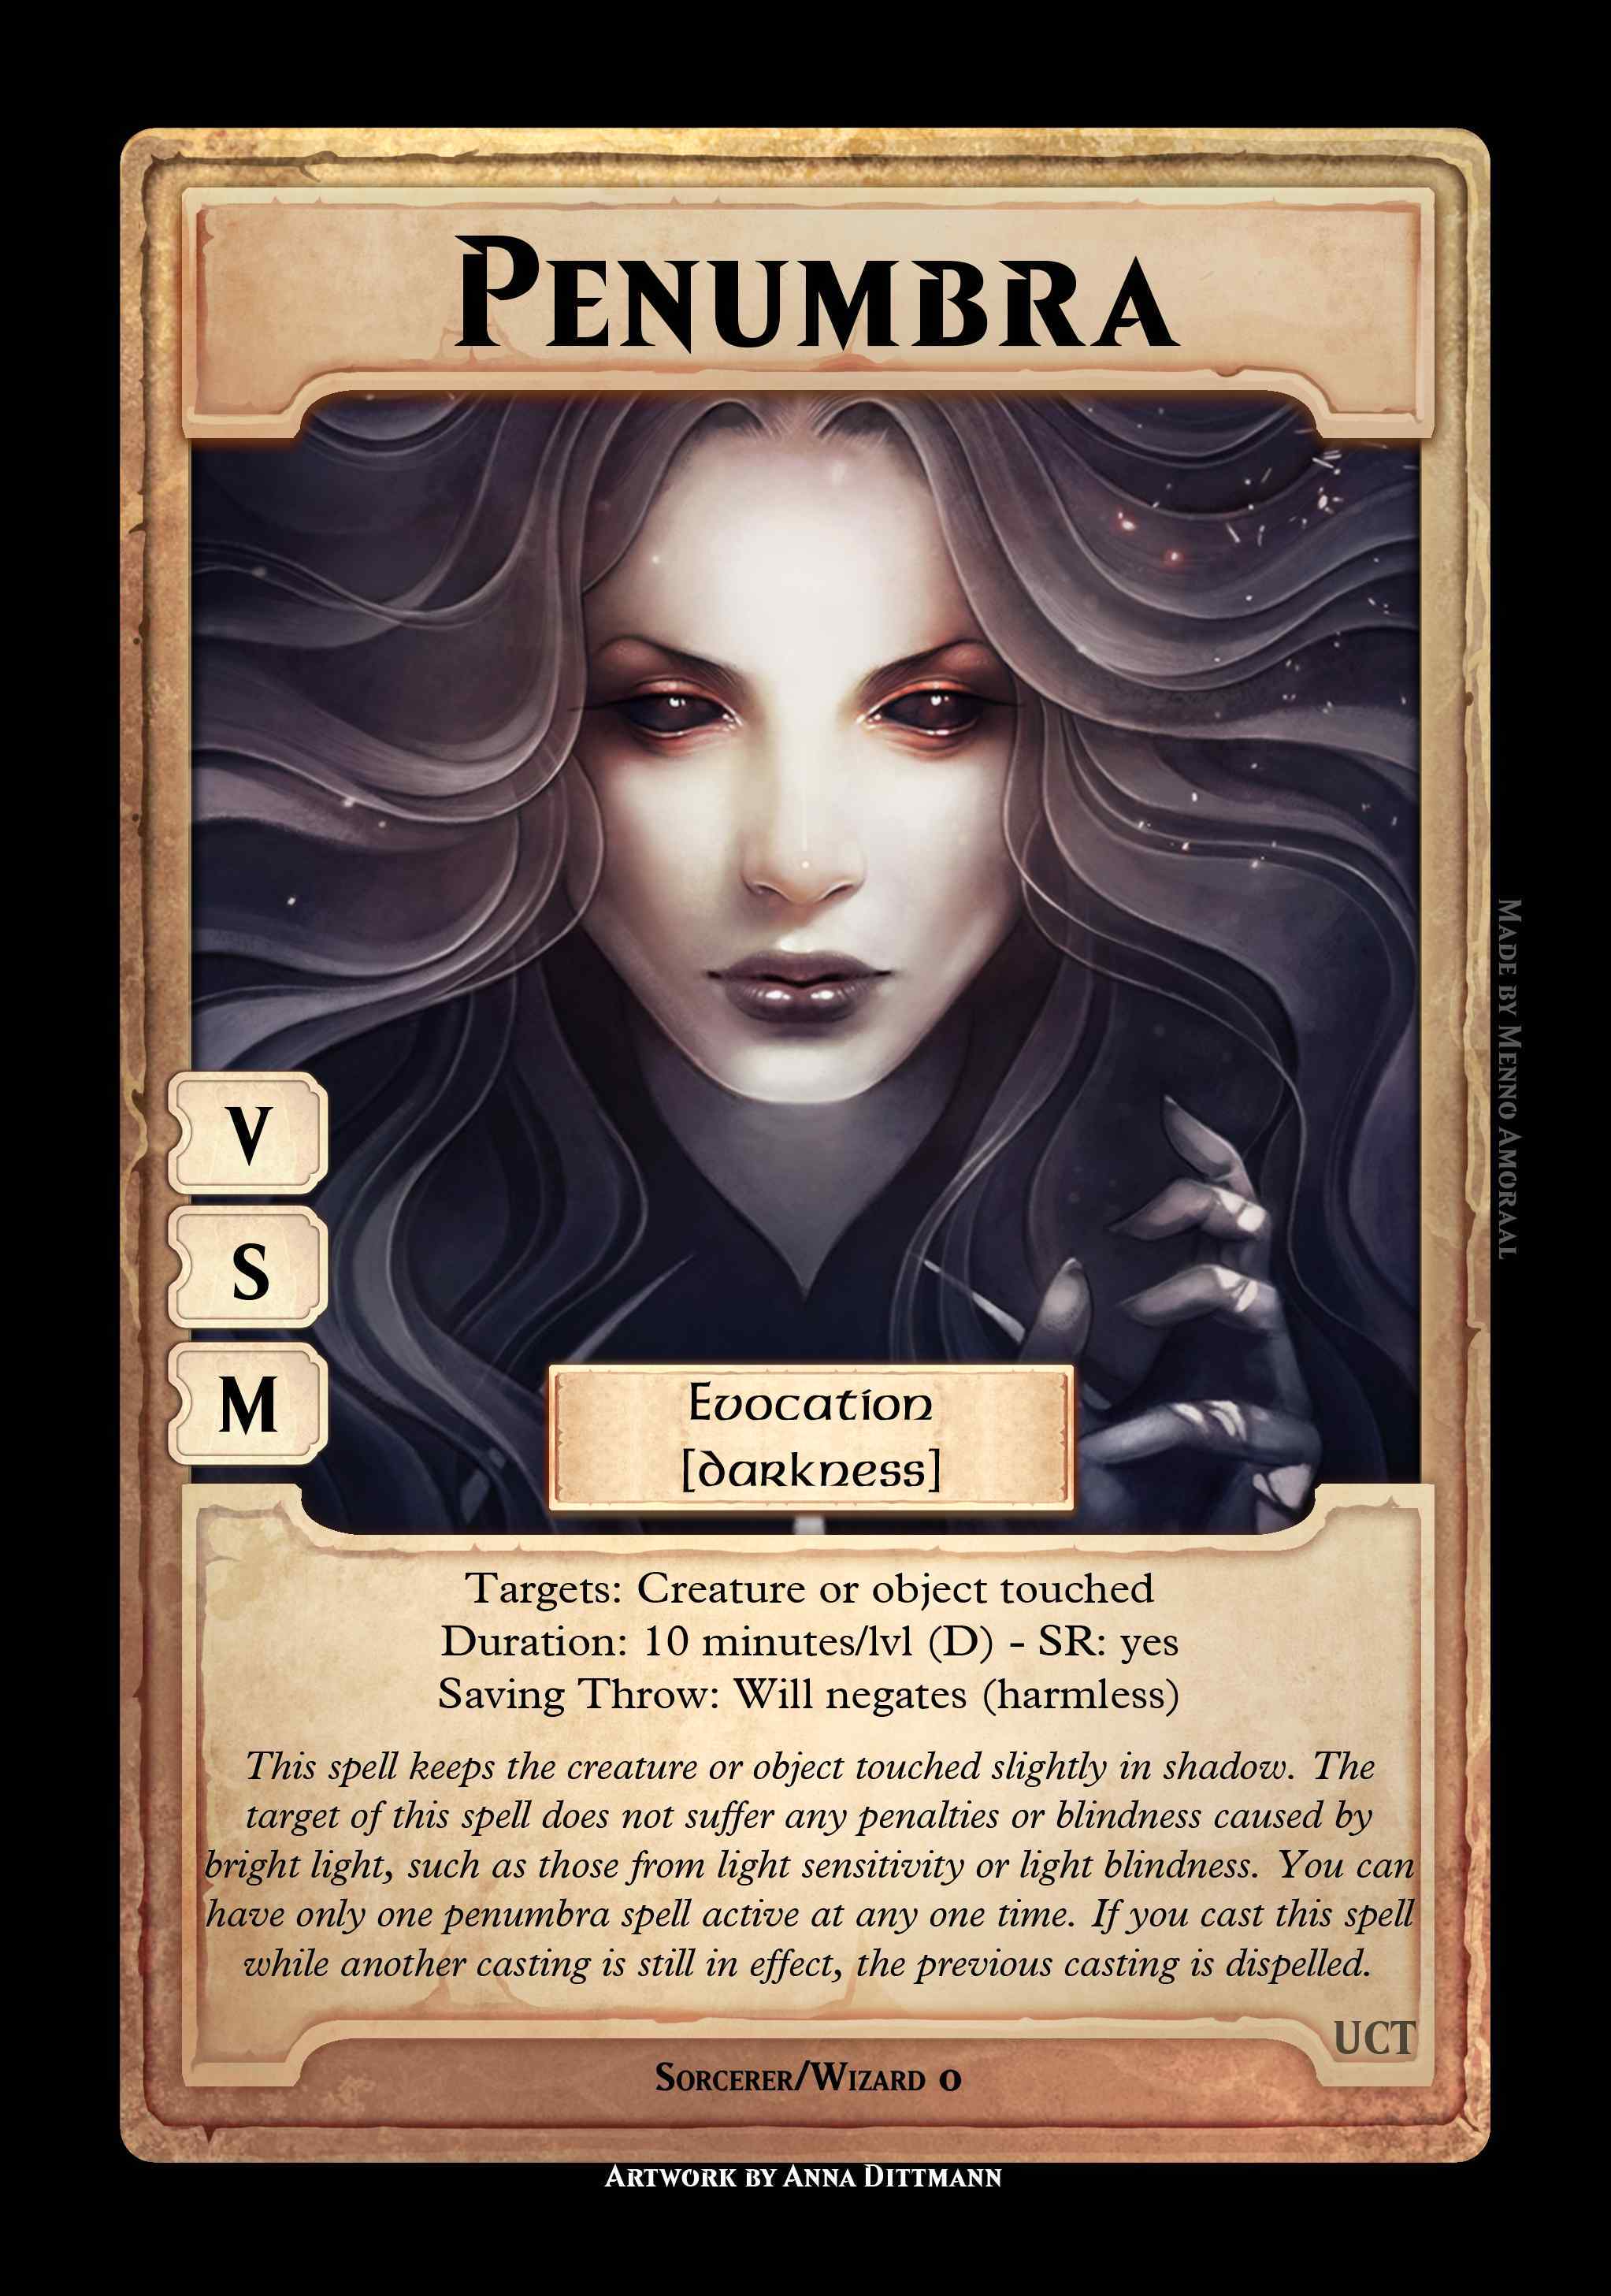 PENUMBRA
MADE BY MENNO AMORAAL
V
S
M
Evocation
[darkness]
Targets: Creature or object touched
Duration: 10 minutes/lvl (D) - SR: yes
Saving Throw: Will negates (harmless)
This spell keeps the creature or object touched slightly in shadow. The
target of this spell does not suffer any penalties or blindness caused by
bright light, such as those from light sensitivity or light blindness. You can
have only one penumbra spell active at any one time. If you cast this spell
while another casting is still in effect, the previous casting is dispelled.
UCT
SORCERER/WIZARD 0
ARTWORK BY ANNA DITTMANN